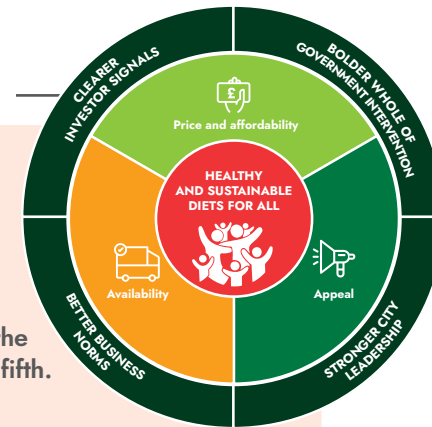 CLEARER
INVESTOR SIGNALS
BOLDER WHOLE OF
GOVERNMENT INTERVENTION
£
Price and affordability
HEALTHY
AND SUSTAINABLE
DIETS FOR ALL
Availability
Appeal
BETTER BUSINESS
NORMS
STRONGER CITY
LEADERSHIP
the
fifth.